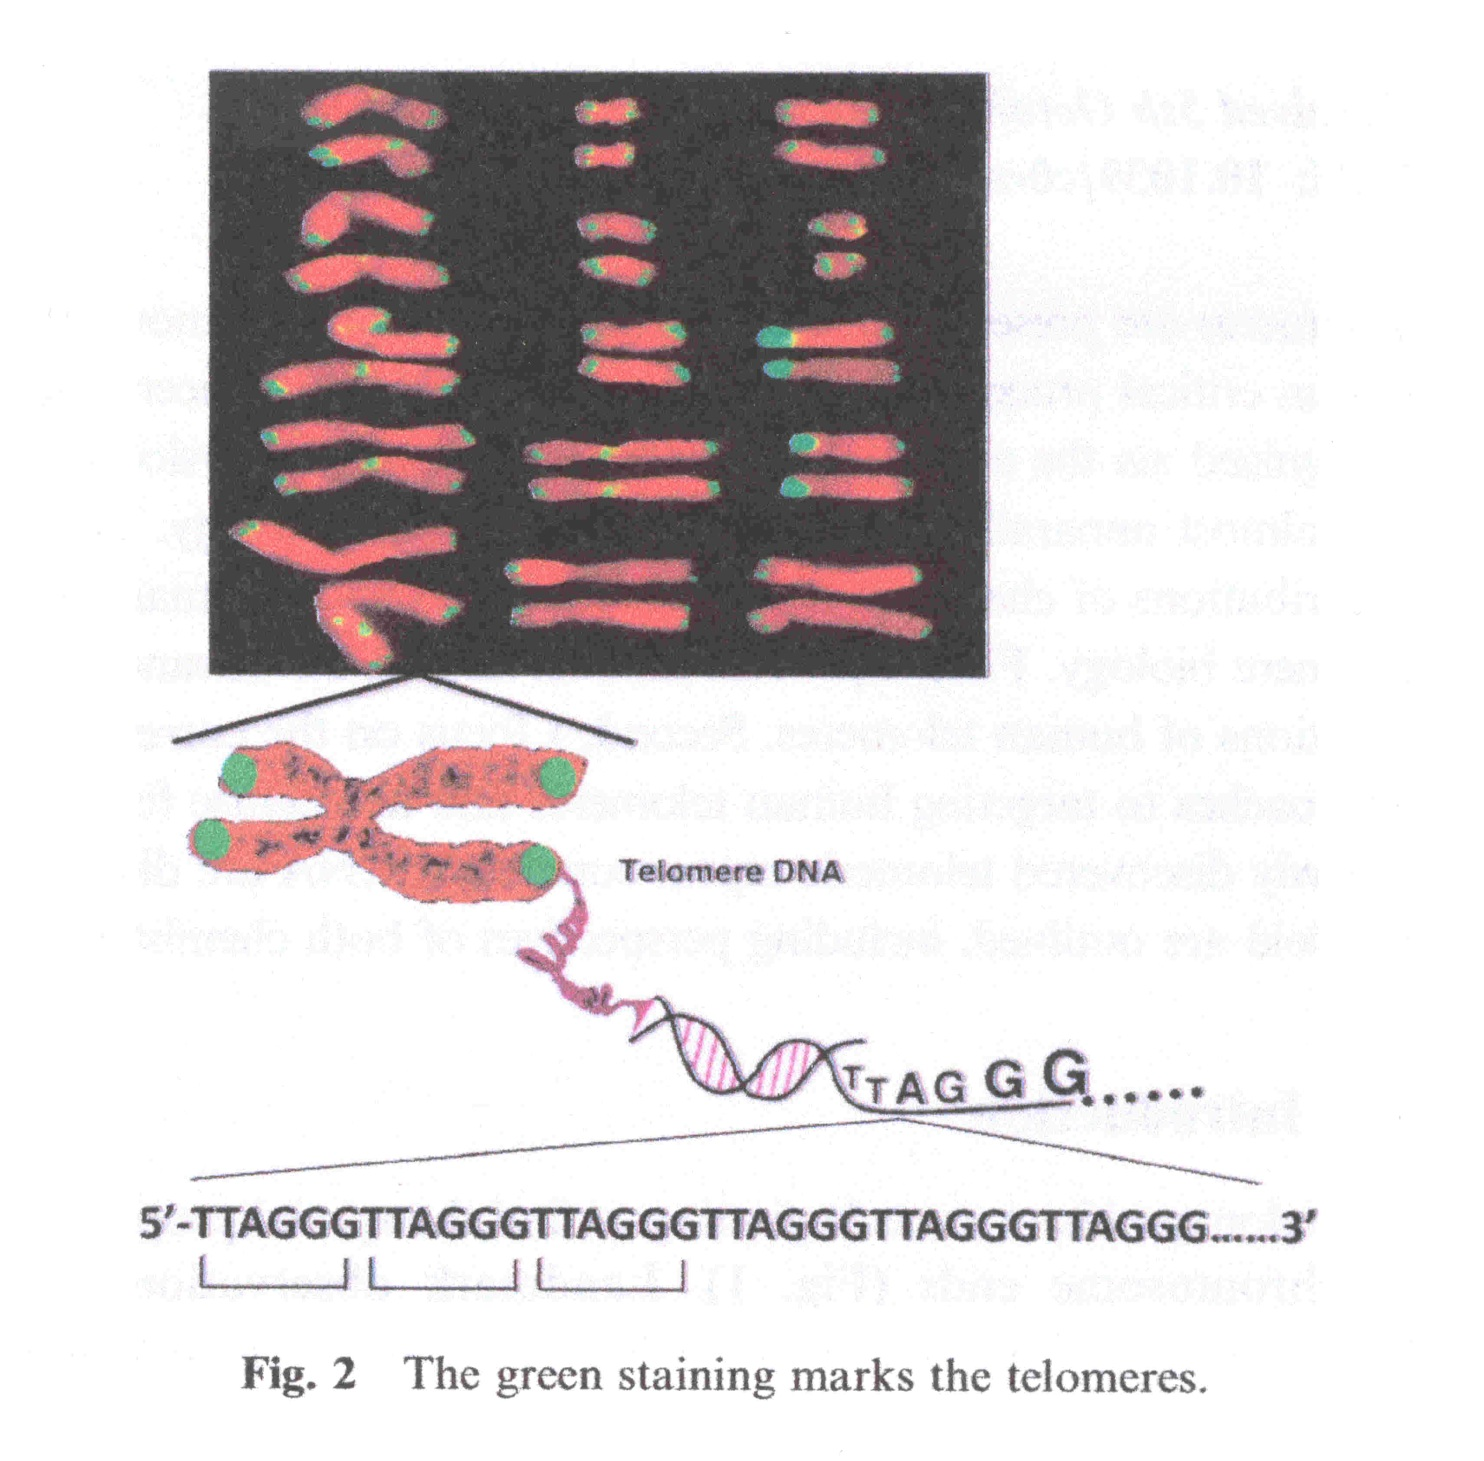 Telomere DNA
TTAGGG......
5′-TTAGGGTTAGGGTTAGGGTTAGGGTTAGGGTTAGGG......3′
Fig. 2 The green staining marks the telomeres.